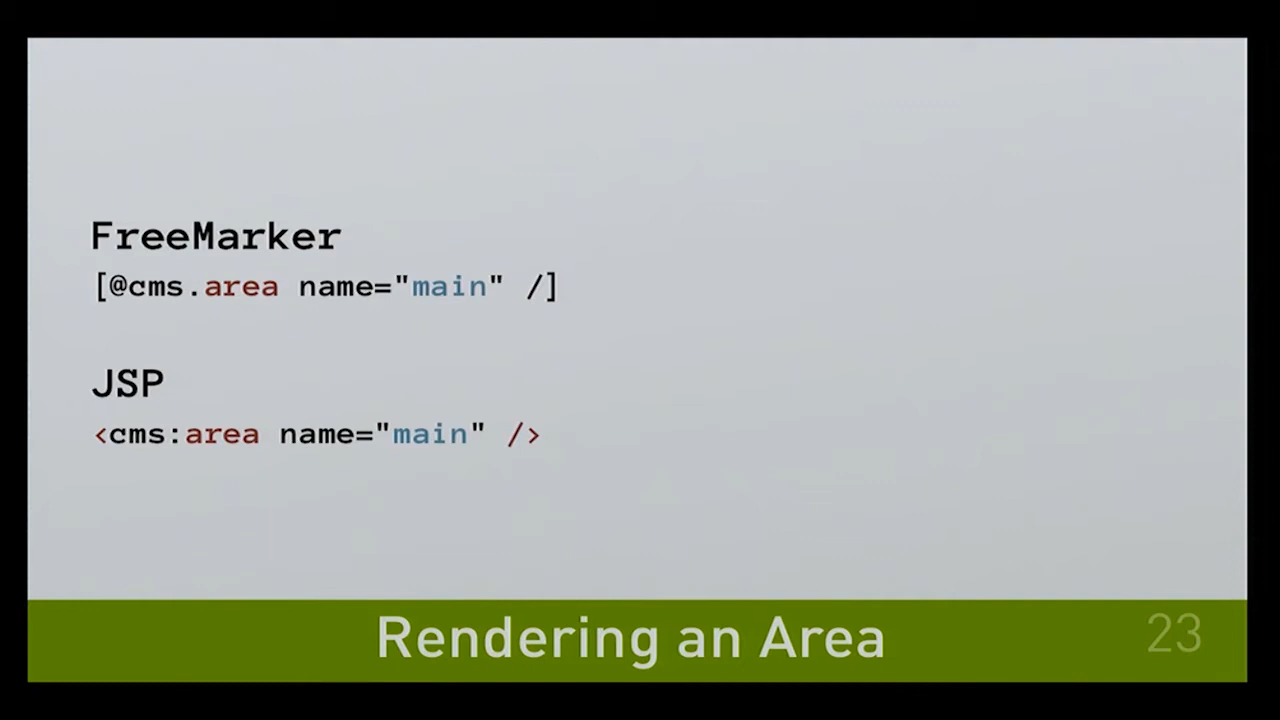 FreeMarker
[@cms.area name="main" /]
JSP
<cms:area name="main" />
Rendering an Area
23